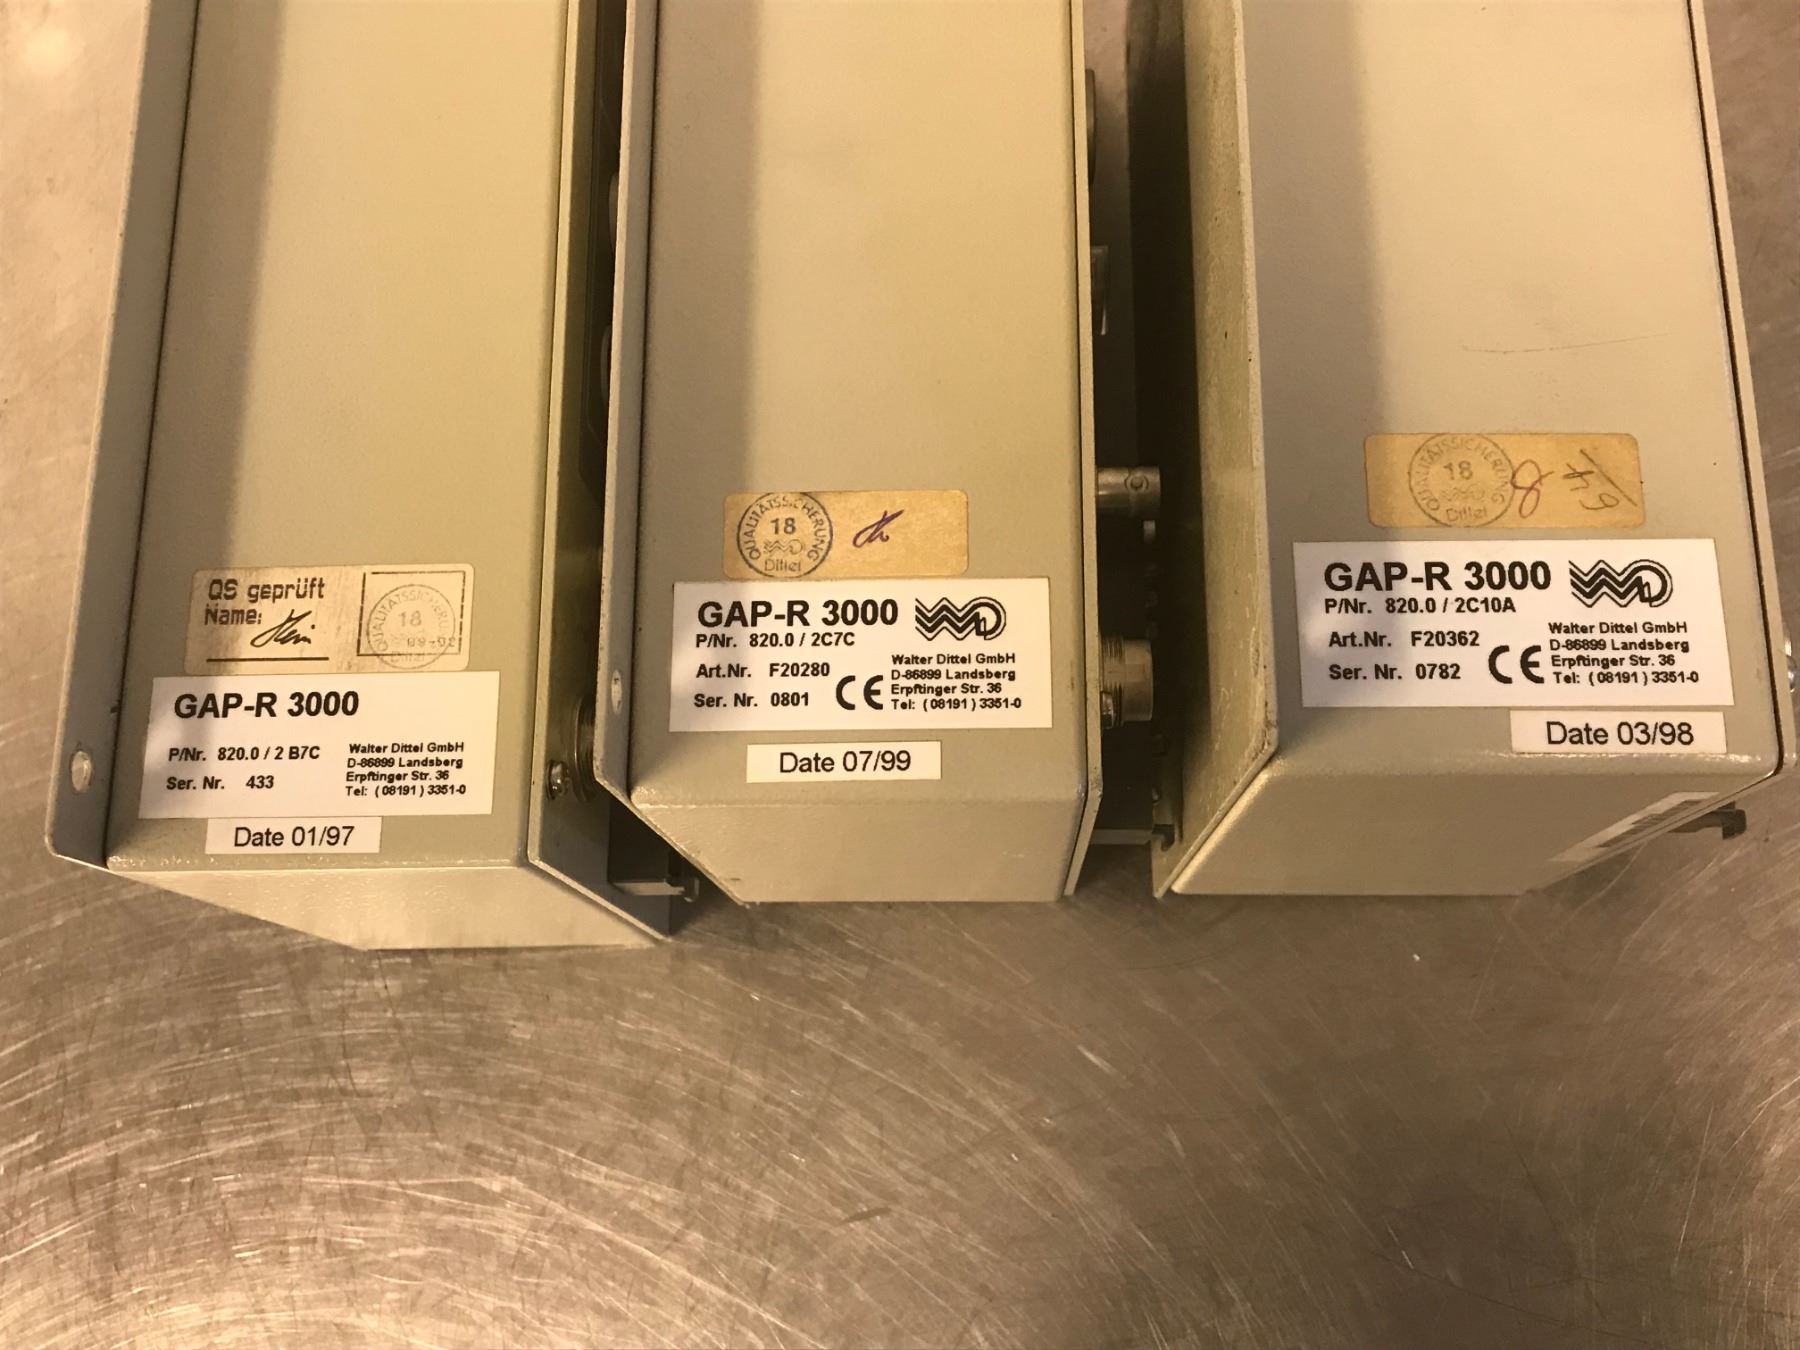 QS geprüft
Name:
QUALITÄTSSICHERUNG
18
Dittel
GAP-R 3000
P/Nr. 820.0 / 2 B7C
Ser. Nr. 433
Walter Dittel GmbH
D-86899 Landsberg
Erpftinger Str. 36
Tel: ( 08191 ) 3351-0
Date 01/97
QUALITÄTSSICHERUNG
18
Dittel
GAP-R 3000
P/Nr. 820.0 / 2C7C
Art.Nr. F20280
Ser. Nr. 0801
CE
Walter Dittel GmbH
D-86899 Landsberg
Erpftinger Str. 36
Tel: ( 08191 ) 3351-0
Date 07/99
QUALITÄTSSICHERUNG
18
Dittel
GAP-R 3000
P/Nr. 820.0 / 2C10A
Art.Nr. F20362
Ser. Nr. 0782
CE
Walter Dittel GmbH
D-86899 Landsberg
Erpftinger Str. 36
Tel: ( 08191 ) 3351-0
Date 03/98